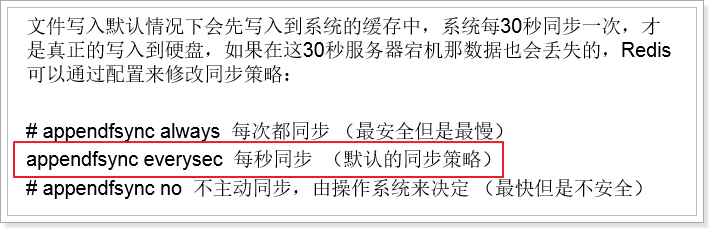 文件写入默认情况下会先写入到系统的缓存中，系统每30秒同步一次，才
是真正的写入到硬盘，如果在这30秒服务器宕机那数据也会丢失的，Redis
可以通过配置来修改同步策略：
# appendfsync always 每次都同步 （最安全但是最慢）
appendfsync everysec 每秒同步 （默认的同步策略）
# appendfsync no 不主动同步，由操作系统来决定 （最快但是不安全）